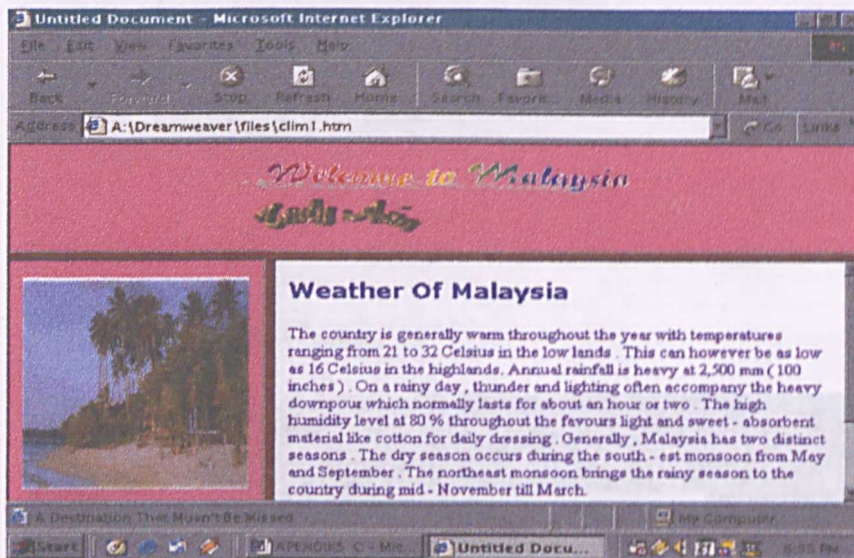 Untitled Document - Microsoft Internet Explorer
File Edit View Favorites Tools Help
Back Forward Stop Refresh Home Search Favorit... Media History Mail
Address A:\Dreamweaver\files\clim1.htm Go Links
Welcome to Malaysia
Weather Of Malaysia
The country is generally warm throughout the year with temperatures
ranging from 21 to 32 Celsius in the low lands . This can however be as low
as 16 Celsius in the highlands. Annual rainfall is heavy at 2,500 mm ( 100
inches ) . On a rainy day , thunder and lighting often accompany the heavy
downpour which normally lasts for about an hour or two . The high
humidity level at 80 % throughout the favours light and sweet - absorbent
material like cotton for daily dressing . Generally , Malaysia has two distinct
seasons . The dry season occurs during the south - est monsoon from May
and September . The northeast monsoon brings the rainy season to the
country during mid - November till March.
A Destination That Musn't Be Missed My Computer
Start APENDIKS C - Mic... Untitled Docu...